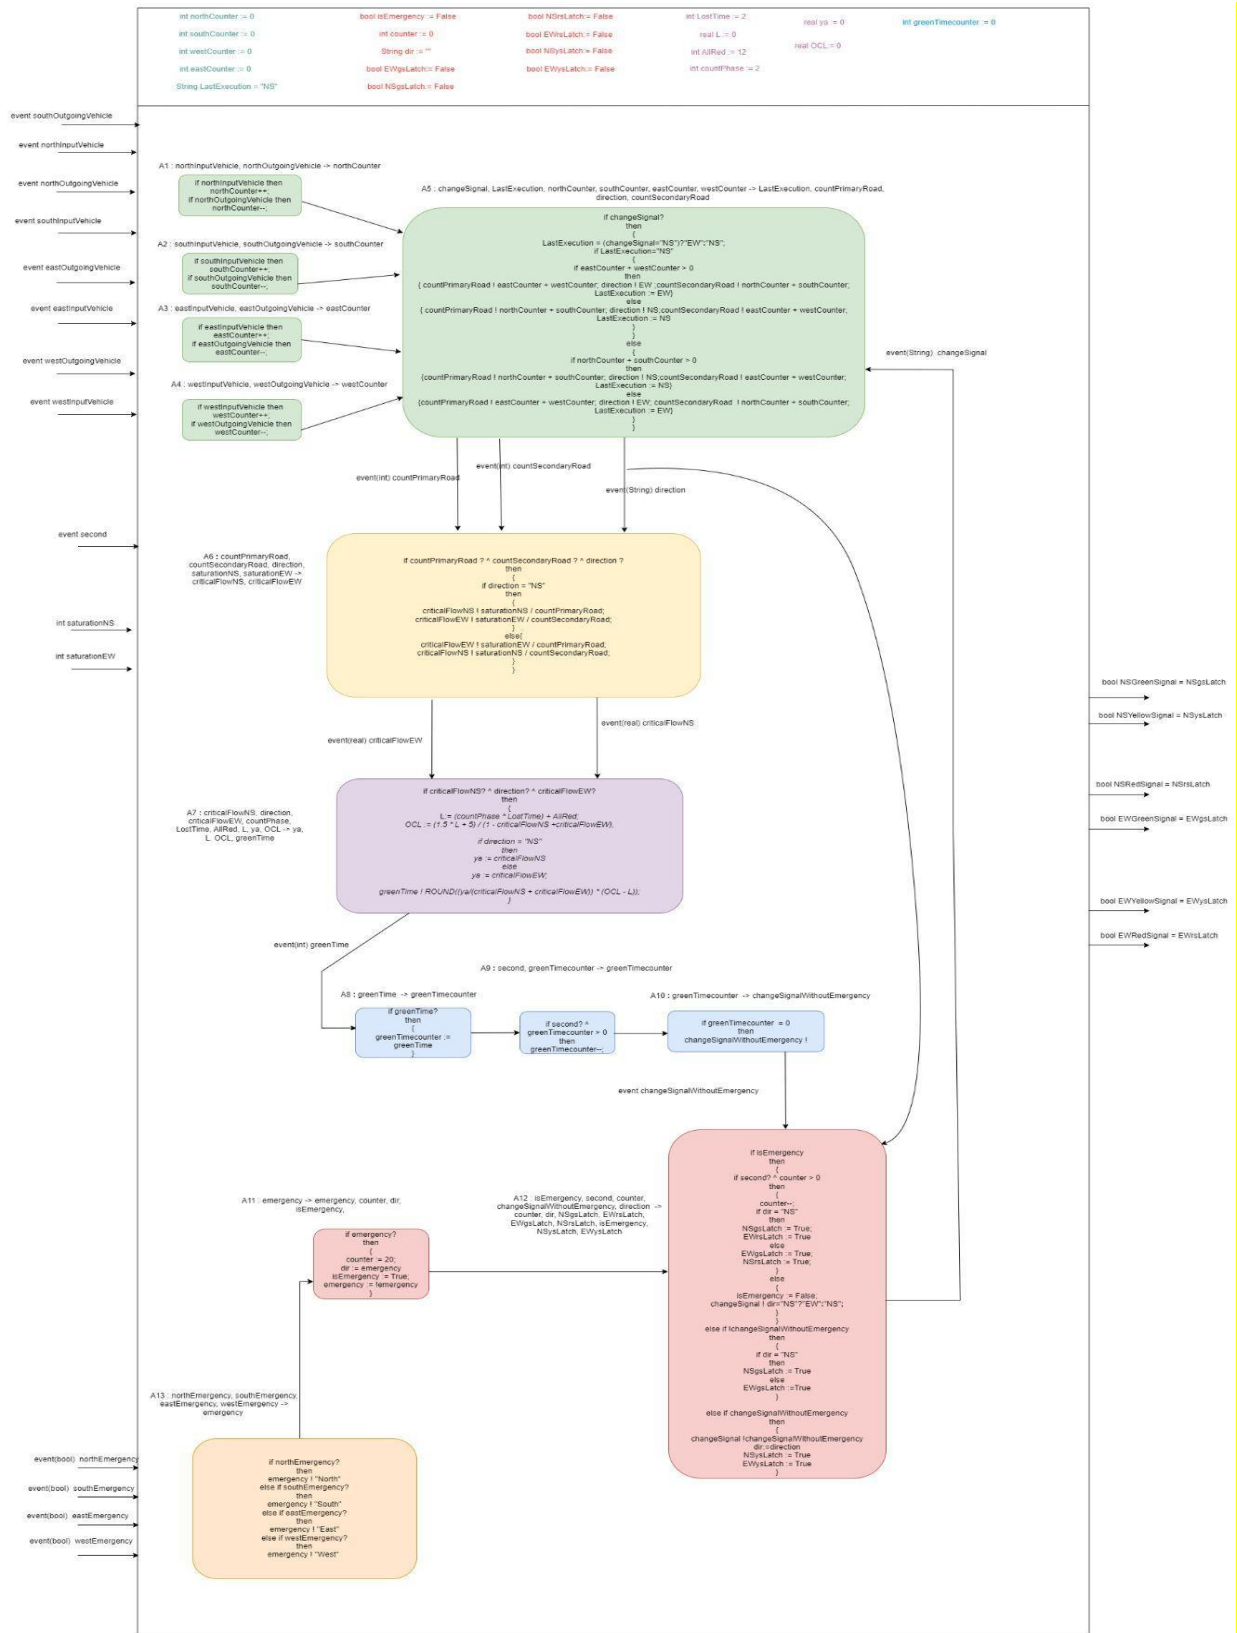 int northCounter := 0
int southCounter := 0
int westCounter := 0
int eastCounter := 0
String LastExecution = "NS"
bool isEmergency := False
int counter := 0
String dir := ""
bool EWgsLatch:= False
bool NSgsLatch:= False
bool NSrsLatch:= False
bool EWrsLatch:= False
bool NSysLatch:= False
bool EWysLatch:= False
int LostTime := 2
real L := 0
int AllRed := 12
int countPhase := 2
real ya := 0
real OCL:= 0
int greenTimecounter := 0
event southOutgoingVehicle
event northInputVehicle
event northOutgoingVehicle
event southInputVehicle
event eastOutgoingVehicle
event eastInputVehicle
event westOutgoingVehicle
event westInputVehicle
A1 : northInputVehicle, northOutgoingVehicle -> northCounter
if northInputVehicle then
northCounter++;
if northOutgoingVehicle then
northCounter--;
A2 : southInputVehicle, southOutgoingVehicle -> southCounter
if southInputVehicle then
southCounter++;
if southOutgoingVehicle then
southCounter--;
A3 : eastInputVehicle, eastOutgoingVehicle -> eastCounter
if eastInputVehicle then
eastCounter++;
if eastOutgoingVehicle then
eastCounter--;
A4 : westInputVehicle, westOutgoingVehicle -> westCounter
if westInputVehicle then
westCounter++;
if westOutgoingVehicle then
westCounter--;
A5 : changeSignal, LastExecution, northCounter, southCounter, eastCounter, westCounter -> LastExecution, countPrimaryRoad,
direction, countSecondaryRoad
if changeSignal?
then
{
LastExecution = (changeSignal="NS")?"EW":"NS";
if LastExecution="NS"
{
if eastCounter + westCounter > 0
then
{ countPrimaryRoad ! eastCounter + westCounter; direction ! EW ;countSecondaryRoad ! northCounter + southCounter;
LastExecution := EW}
else
{ countPrimaryRoad ! northCounter + southCounter; direction ! NS;countSecondaryRoad ! eastCounter + westCounter,
LastExecution := NS
}
}
else
{
if northCounter + southCounter > 0
then
{countPrimaryRoad ! northCounter + southCounter; direction ! NS;countSecondaryRoad ! eastCounter + westCounter;
LastExecution := NS}
else
{countPrimaryRoad ! eastCounter + westCounter; direction ! EW; countSecondaryRoad ! northCounter + southCounter;
LastExecution := EW}
}
}
event(String) changeSignal
event(int) countPrimaryRoad
event(int) countSecondaryRoad
event(String) direction
event second
int saturationNS
int saturationEW
A6 : countPrimaryRoad,
countSecondaryRoad, direction,
saturationNS, saturationEW ->
criticalFlowNS, criticalFlowEW
if countPrimaryRoad ? ^ countSecondaryRoad ? ^ direction ?
then
{
if direction = "NS"
then
{
criticalFlowNS ! saturationNS / countPrimaryRoad;
criticalFlowEW ! saturationEW / countSecondaryRoad;
}
else{
criticalFlowEW ! saturationEW / countPrimaryRoad;
criticalFlowNS ! saturationNS / countSecondaryRoad;
}
}
event(real) criticalFlowEW
event(real) criticalFlowNS
A7 : criticalFlowNS, direction,
criticalFlowEW, countPhase,
LostTime, AllRed, L, ya, OCL -> ya,
L, OCL, greenTime
if criticalFlowNS? ^ direction? ^ criticalFlowEW?
then
{
L:= (countPhase * LostTime) + AllRed;
OCL := (1.5 * L + 5) / (1 - criticalFlowNS +criticalFlowEW),
if direction = "NS"
then
ya := criticalFlowNS
else
ya := criticalFlowEW;
greenTime ! ROUND((ya/(criticalFlowNS + criticalFlowEW)) * (OCL - L));
}
bool NSGreenSignal = NSgsLatch
bool NSYellowSignal = NSysLatch
bool NSRedSignal = NSrsLatch
bool EWGreenSignal = EWgsLatch
bool EWYellowSignal = EWysLatch
bool EWRedSignal = EWrsLatch
event(int) greenTime
A9 : second, greenTimecounter -> greenTimecounter
A8 : greenTime -> greenTimecounter
A10 : greenTimecounter -> changeSignalWithoutEmergency
if greenTime?
then
{
greenTimecounter :=
greenTime
}
if second? ^
greenTimecounter > 0
then
greenTimecounter--;
if greenTimecounter = 0
then
changeSignalWithoutEmergency !
event changeSignalWithoutEmergency
A11 : emergency -> emergency, counter, dir,
isEmergency,
if emergency?
then
{
counter := 20;
dir := emergency
isEmergency := True;
emergency := !emergency
}
A12 : isEmergency, second, counter,
changeSignalWithoutEmergency, direction ->
counter, dir, NSgsLatch, EWrsLatch,
EWgsLatch, NSrsLatch, isEmergency,
NSysLatch, EWysLatch
if isEmergency
then
{
if second? ^ counter > 0
then
{
counter--;
if dir = "NS"
then
NSgsLatch := True;
EWrsLatch := True
else
EWgsLatch := True;
NSrsLatch := True;
}
else
{
isEmergency := False;
changeSignal ! dir="NS"?"EW":"NS";
}
}
else if !changeSignalWithoutEmergency
then
{
if dir = "NS"
then
NSgsLatch := True
else
EWgsLatch :=True
}
else if changeSignalWithoutEmergency
then
{
changeSignal !changeSignalWithoutEmergency
dir:=direction
NSysLatch := True
EWysLatch := True
}
A13 : northEmergency, southEmergency,
eastEmergency, westEmergency ->
emergency
if northEmergency?
then
emergency ! "North"
else if southEmergency?
then
emergency ! "South"
else if eastEmergency?
then
emergency ! "East"
else if westEmergency?
then
emergency ! "West"
event(bool) northEmergency
event(bool) southEmergency
event(bool) eastEmergency
event(bool) westEmergency